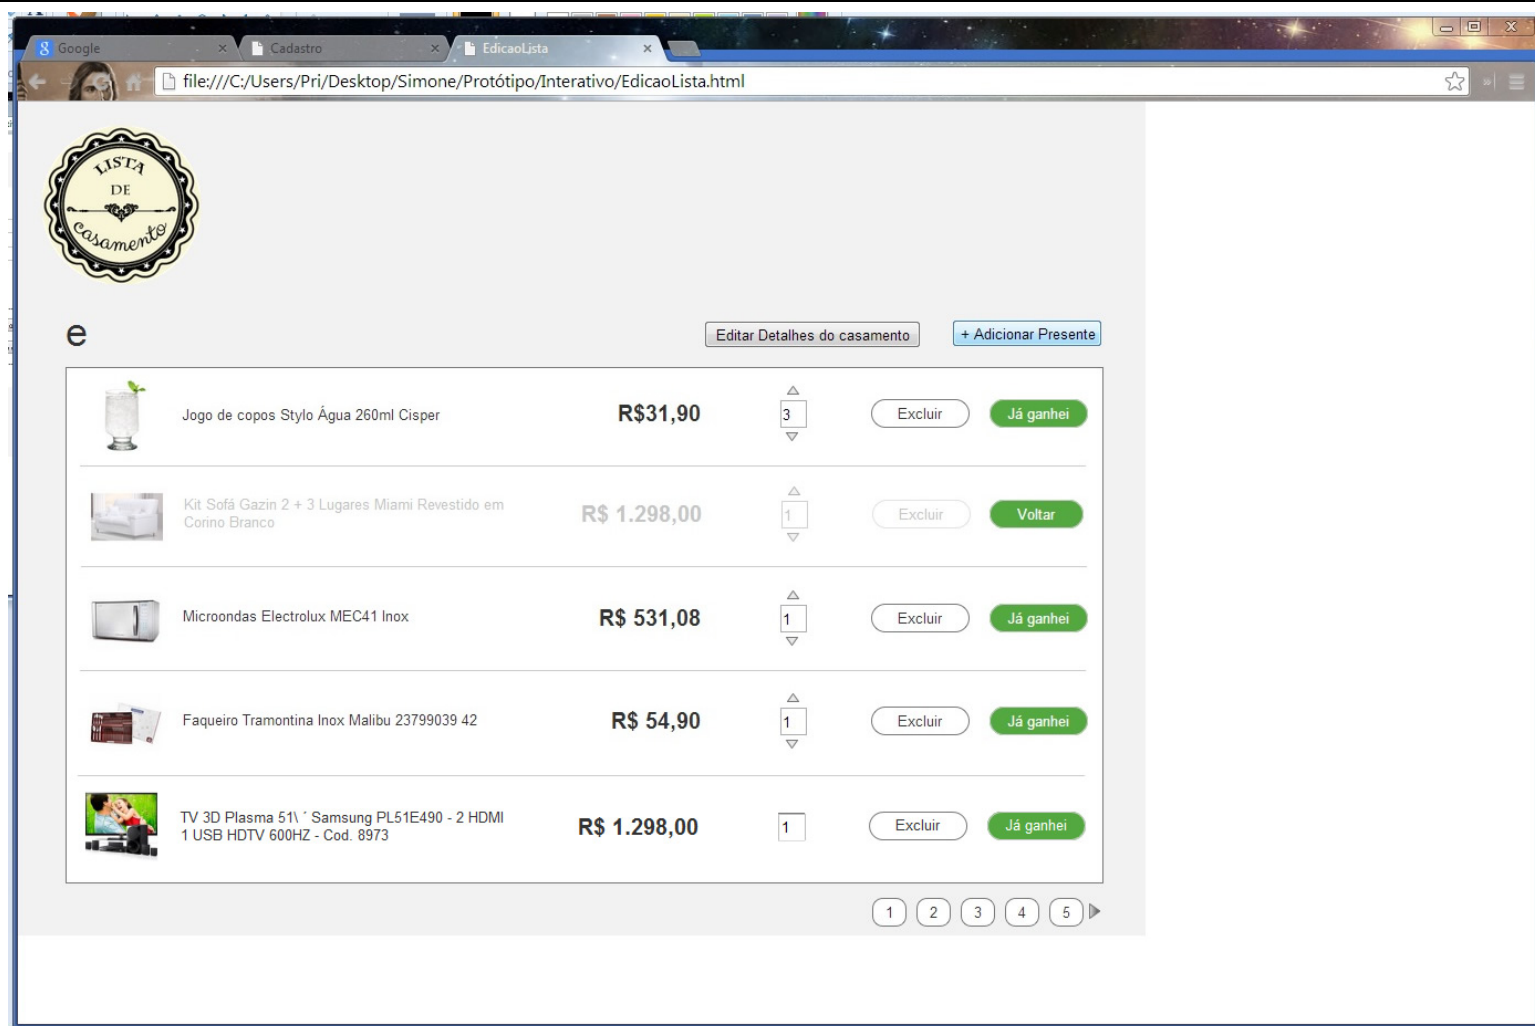 Google
Cadastro
EdicaoLista
file:///C:/Users/Pri/Desktop/Simone/Protótipo/Interativo/EdicaoLista.html
LISTA
DE
casamento
e
Editar Detalhes do casamento
+ Adicionar Presente
Jogo de copos Stylo Água 260ml Cisper
R$31,90
3
Excluir
Já ganhei
Kit Sofá Gazin 2 + 3 Lugares Miami Revestido em
Corino Branco
R$ 1.298,00
1
Excluir
Voltar
Microondas Electrolux MEC41 Inox
R$ 531,08
1
Excluir
Já ganhei
Faqueiro Tramontina Inox Malibu 23799039 42
R$ 54,90
1
Excluir
Já ganhei
TV 3D Plasma 51\ ´ Samsung PL51E490 - 2 HDMI
1 USB HDTV 600HZ - Cod. 8973
R$ 1.298,00
1
Excluir
Já ganhei
1 2 3 4 5